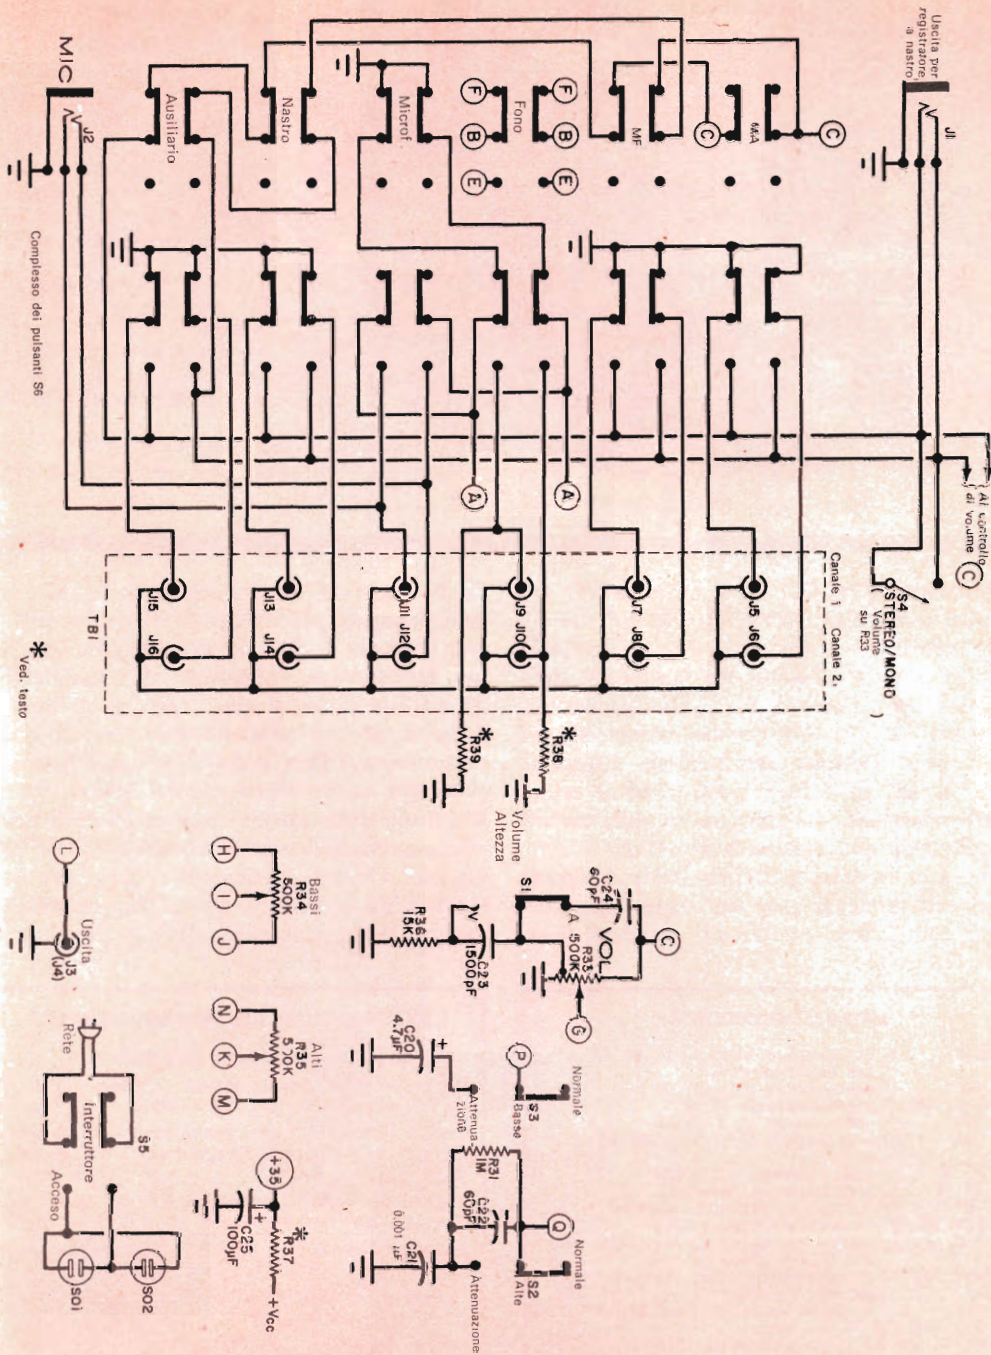 Uscita per
registratore
a nastro
J1
MA
MF
Fono
Microf.
Nastro
Ausiliario
MIC
J2
C
C
F
F
B
B
E
E
Complesso dei pulsanti S6
A
A
Al controllo
di volume
C
S4
STEREO/MONO
( Volume
su R33 )
Canale 1
Canale 2.
J5
J6
J7
J8
J9
J10
J11
J12
J13
J14
J15
J16
TB1
*
Ved. testo
*
R38
*
R39
Volume
Altezza
C24
60pF
S1
A
VOL
R33
500K
C
G
V
C23
1500pF
R36
15K
Bassi
R34
500K
H
I
J
L
Uscita
J3
(J4)
Normale
S3
Basse
P
Attenua-
zione
+
C20
4.7µF
Alti
R35
500K
N
K
M
Rete
S5
Interruttore
Acceso
SO1
SO2
R31
1M
C22
60pF
Q
Normale
S2
Alte
Attenuazione
C21
0.001 µF
+35
*
R37
+Vcc
+
C25
100µF